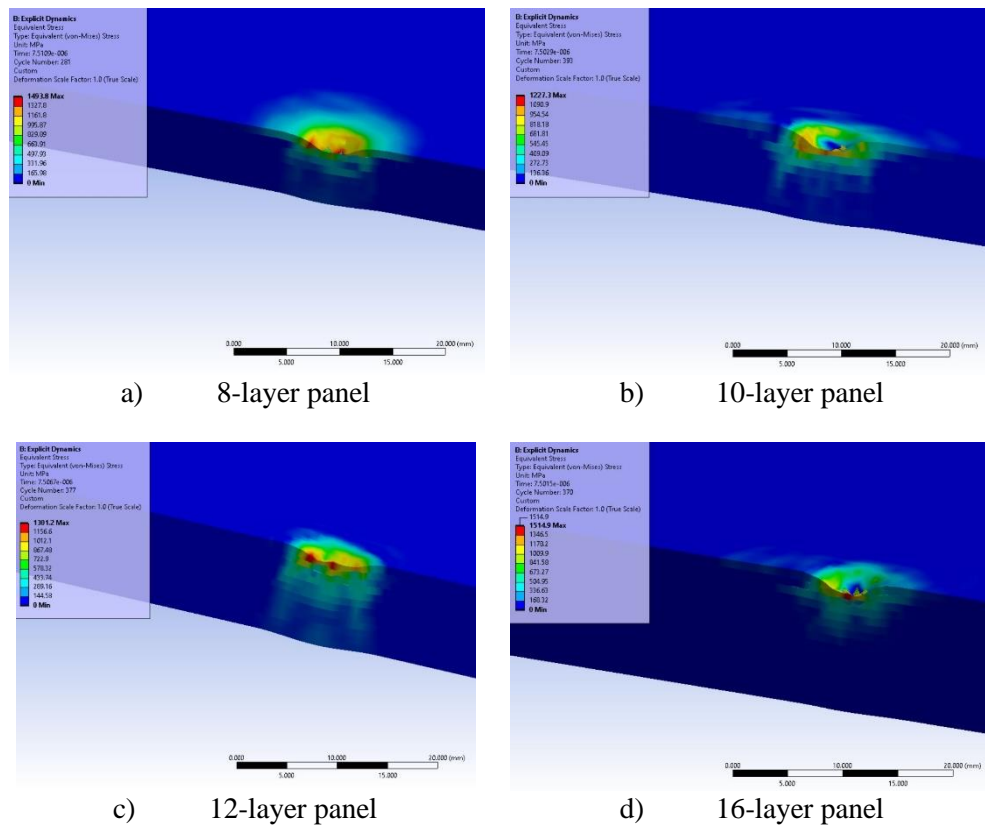 B: Explicit Dynamics
Equivalent Stress
Type: Equivalent (von-Mises) Stress
Unit: MPa
Time: 7.5109e-006
Cycle Number: 281
Custom
Deformation Scale Factor: 1.0 (True Scale)
1493.8 Max
1327.8
1161.8
995.87
829.89
663.91
497.93
331.96
165.98
0 Min
0.000 10.000 20.000 (mm)
5.000 15.000
a) 8-layer panel
B: Explicit Dynamics
Equivalent Stress
Type: Equivalent (von-Mises) Stress
Unit: MPa
Time: 7.5029e-006
Cycle Number: 393
Custom
Deformation Scale Factor: 1.0 (True Scale)
1227.3 Max
1090.9
954.54
818.18
681.81
545.45
409.09
272.73
136.36
0 Min
0.000 10.000 20.000 (mm)
5.000 15.000
b) 10-layer panel
B: Explicit Dynamics
Equivalent Stress
Type: Equivalent (von-Mises) Stress
Unit: MPa
Time: 7.5067e-006
Cycle Number: 377
Custom
Deformation Scale Factor: 1.0 (True Scale)
1301.2 Max
1156.6
1012.1
867.48
722.9
578.32
433.74
289.16
144.58
0 Min
0.000 10.000 20.000 (mm)
5.000 15.000
c) 12-layer panel
B: Explicit Dynamics
Equivalent Stress
Type: Equivalent (von-Mises) Stress
Unit: MPa
Time: 7.5015e-006
Cycle Number: 370
Custom
Deformation Scale Factor: 1.0 (True Scale)
1514.9
1514.9 Max
1346.5
1178.2
1009.9
841.58
673.27
504.95
336.63
168.32
0 Min
0.000 10.000 20.000 (mm)
5.000 15.000
d) 16-layer panel